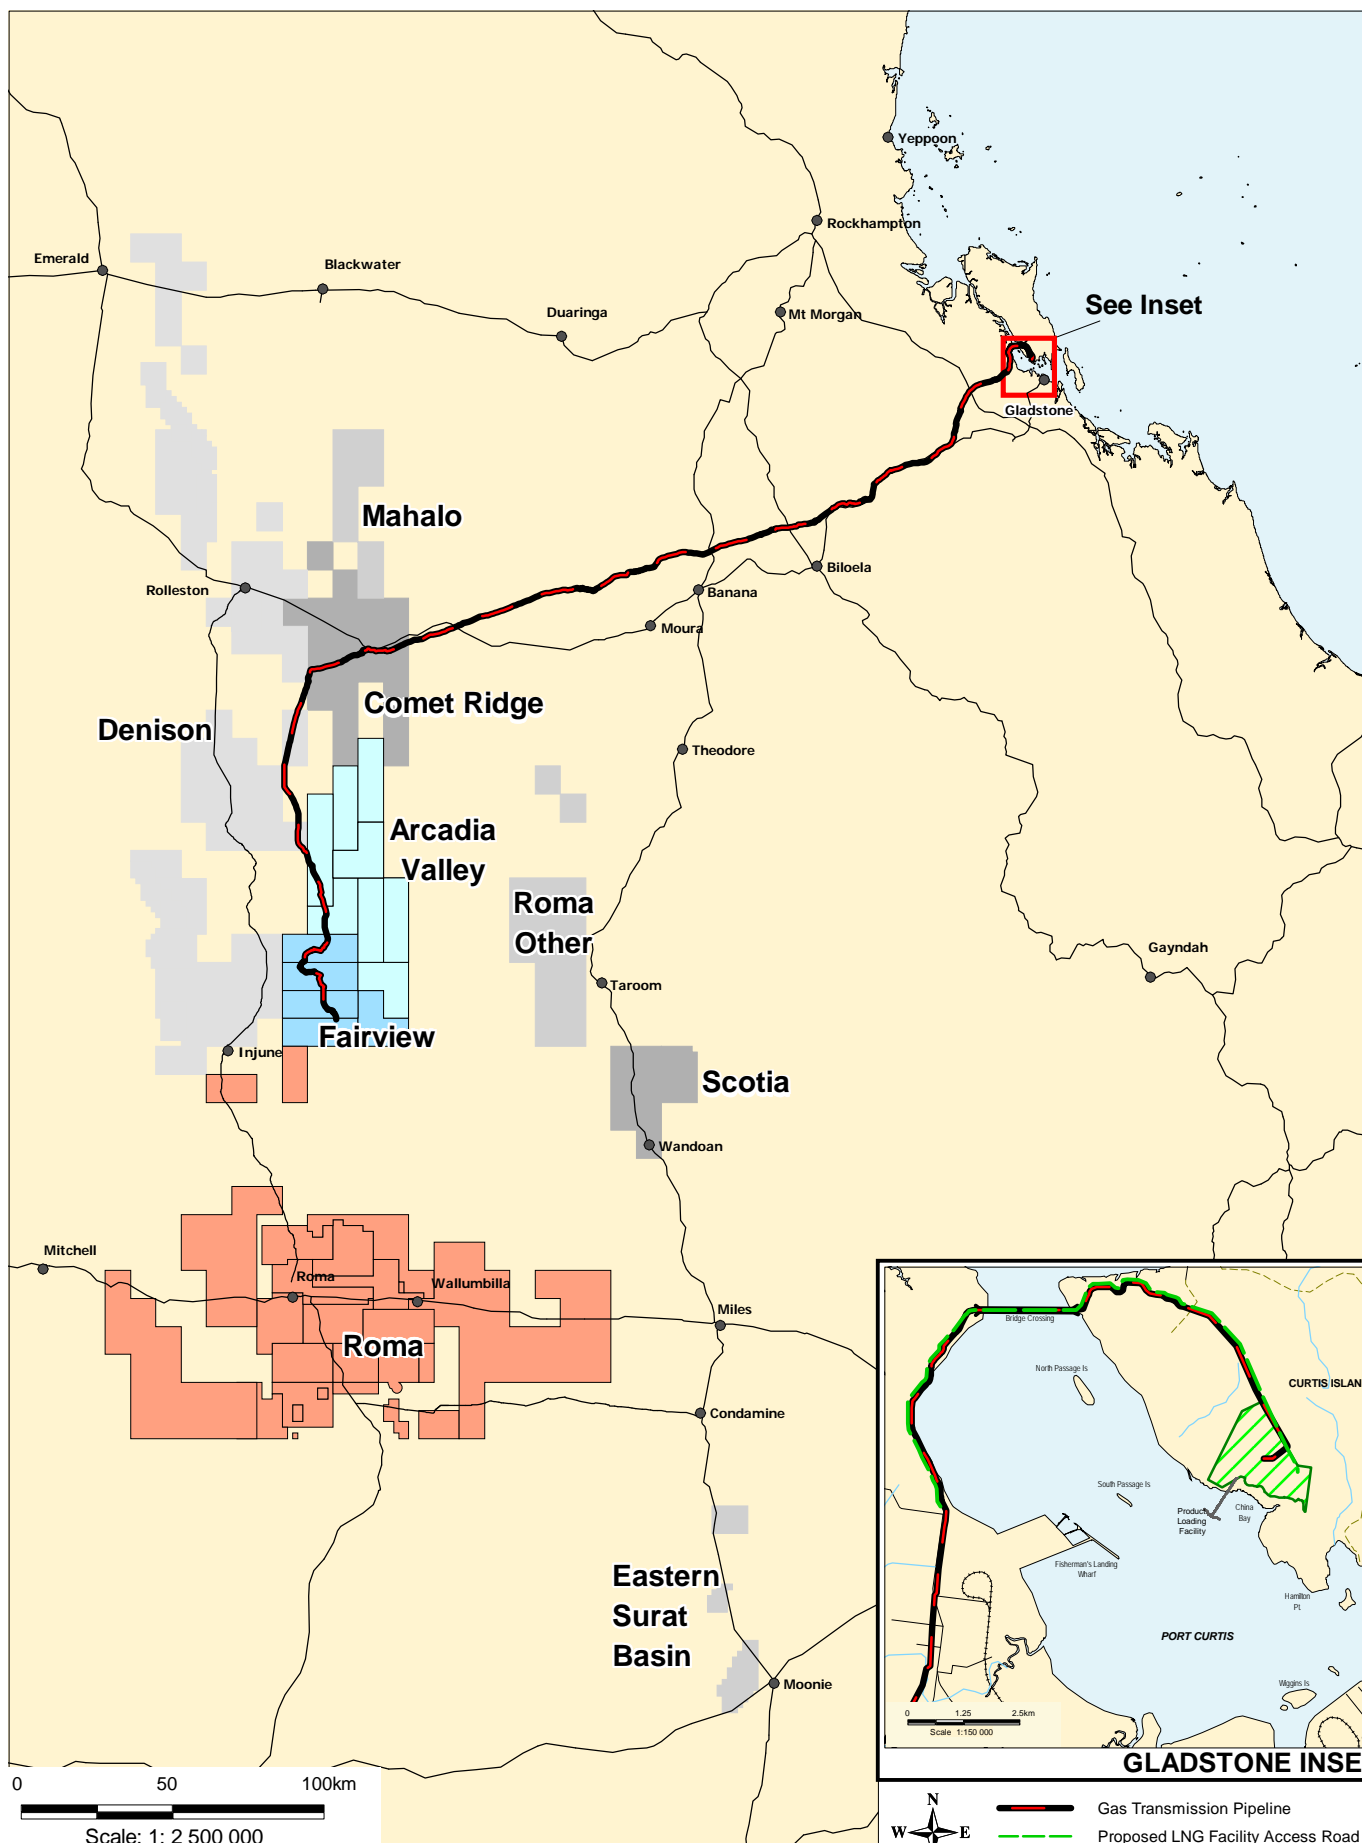 Yeppoon
Rockhampton
Emerald
Blackwater
See Inset
Duaringa
Mt Morgan
Gladstone
Mahalo
Biloela
Rolleston
Banana
Moura
Comet Ridge
Denison
Theodore
Arcadia
Valley
Roma
Other
Gayndah
Taroom
Fairview
Injune
Scotia
Wandoan
Mitchell
Roma
Wallumbilla
Miles
Roma
Condamine
Eastern
Surat
Basin
Moonie
Bridge Crossing
North Passage Is
CURTIS ISLAN
South Passage Is
Product
Loading
Facility
China
Bay
Fisherman's Landing
Wharf
Hamilton
Pt
PORT CURTIS
Wiggins Is
0 1.25 2.5km
Scale 1:150 000
GLADSTONE INSE
0 50 100km
Scale: 1: 2 500 000
N
W E
Gas Transmission Pipeline
Proposed LNG Facility Access Road